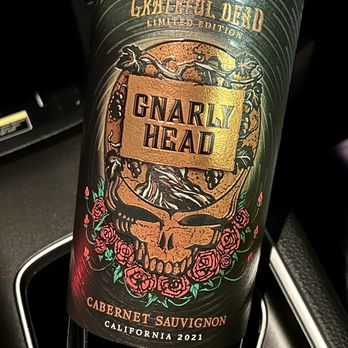 GRATEFUL DEAD
LIMITED EDITION
GNARLY
HEAD
CABERNET SAUVIGNON
CALIFORNIA 2021